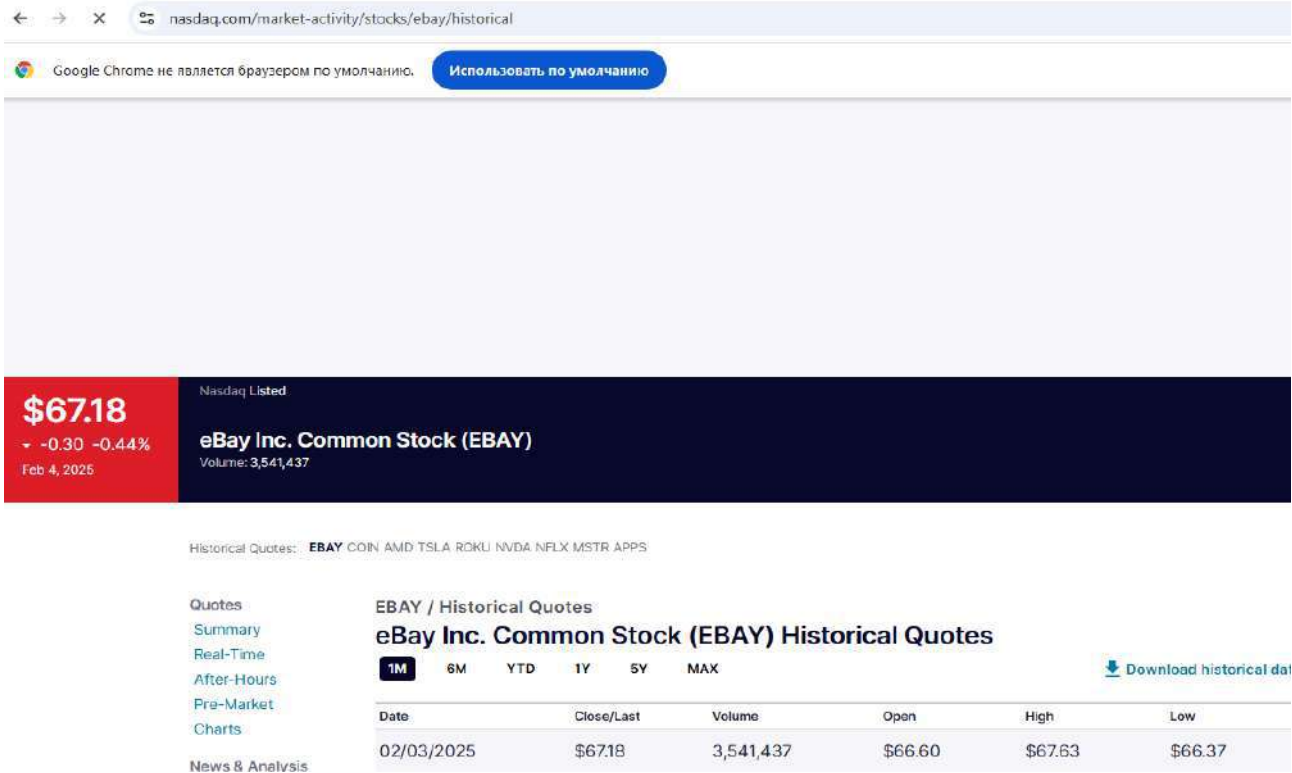 nasdaq.com/market-activity/stocks/ebay/historical
Google Chrome не является браузером по умолчанию. Использовать по умолчанию
$67.18
-0.30 -0.44%
Feb 4, 2025
Nasdaq Listed
eBay Inc. Common Stock (EBAY)
Volume: 3,541,437
Historical Quotes: EBAY COIN AMD TSLA ROKU NVDA NFLX MSTR APPS
Quotes
Summary
Real-Time
After-Hours
Pre-Market
Charts
News & Analysis
EBAY / Historical Quotes
eBay Inc. Common Stock (EBAY) Historical Quotes
1M 6M YTD 1Y 5Y MAX
Download historical dat
Date Close/Last Volume Open High Low
02/03/2025 $67.18 3,541,437 $66.60 $67.63 $66.37